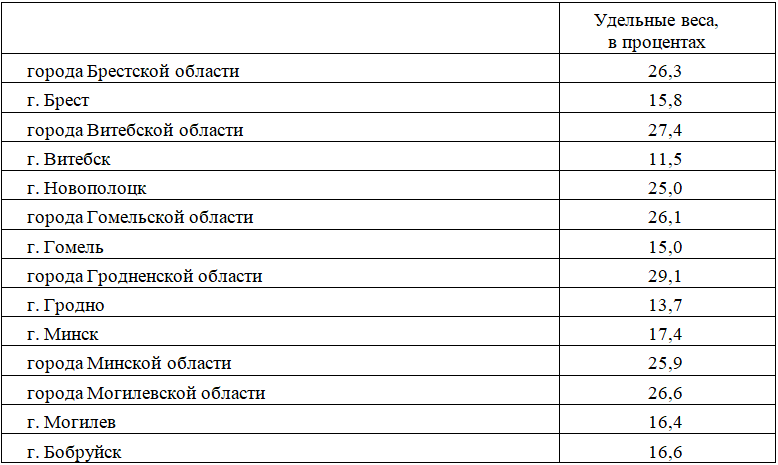 Удельные веса,
в процентах
города Брестской области 26,3
г. Брест 15,8
города Витебской области 27,4
г. Витебск 11,5
г. Новополоцк 25,0
города Гомельской области 26,1
г. Гомель 15,0
города Гродненской области 29,1
г. Гродно 13,7
г. Минск 17,4
города Минской области 25,9
города Могилевской области 26,6
г. Могилев 16,4
г. Бобруйск 16,6